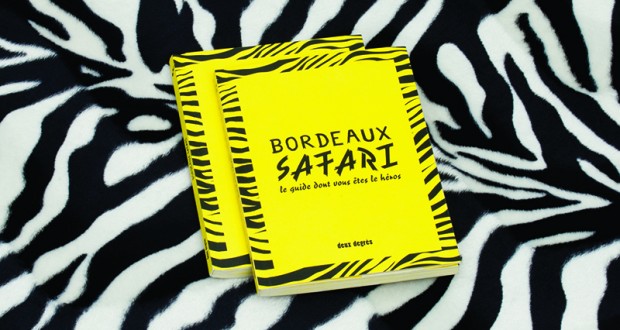 BORDEAUX
SAFARI
le guide dont vous êtes le héros
deux degrés